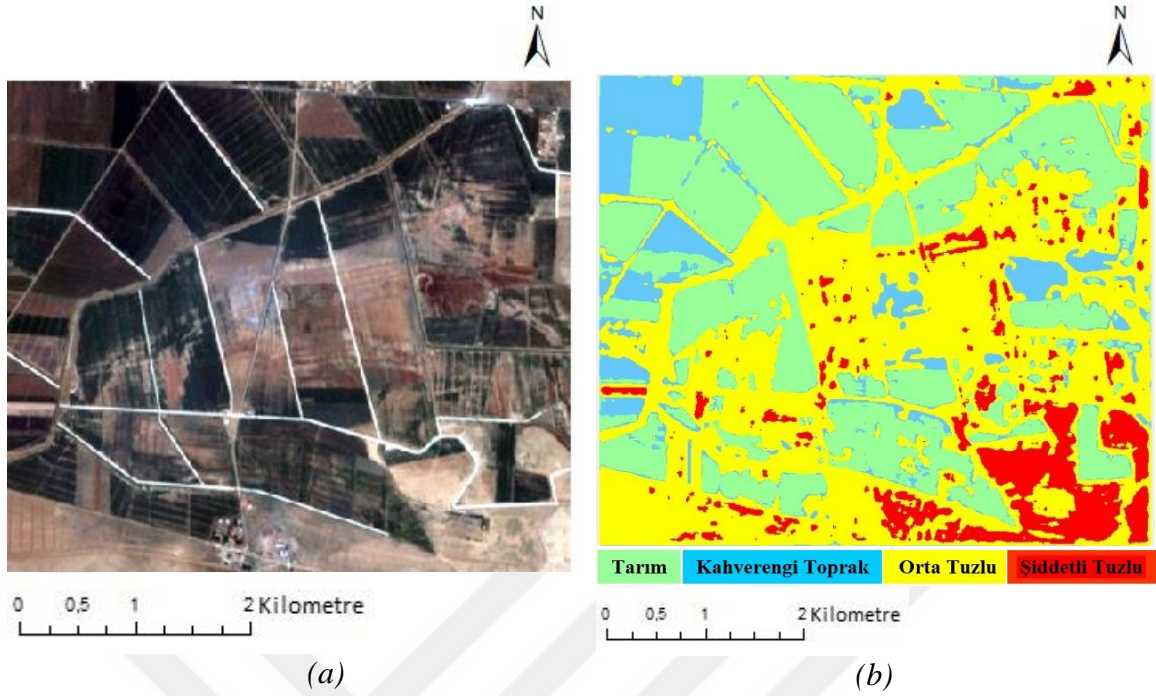 N
N
Tarım Kahverengi Toprak Orta Tuzlu Şiddetli Tuzlu
0 0,5 1 2 Kilometre
0 0,5 1 2 Kilometre
(a)
(b)